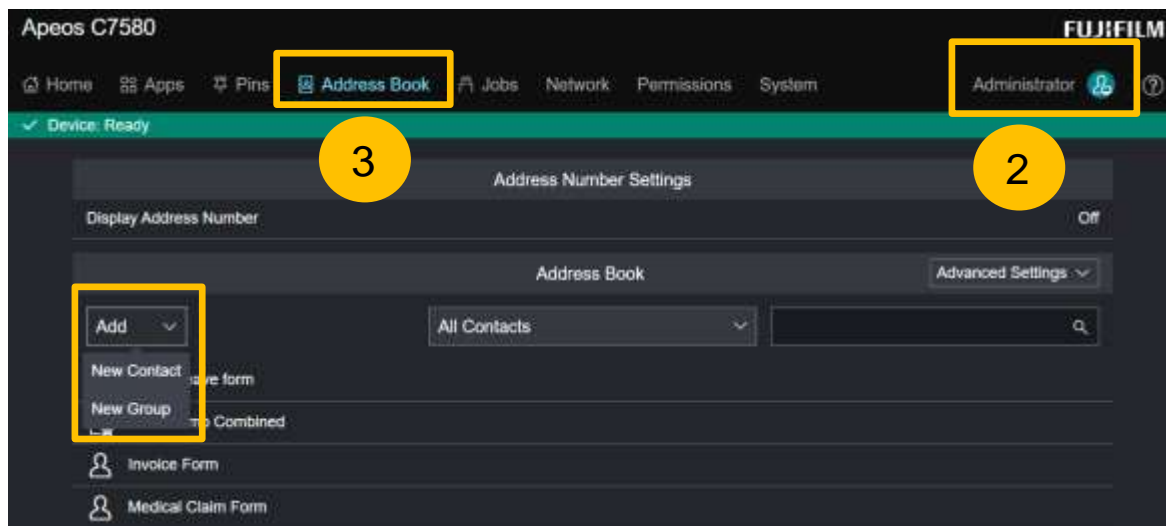 Apeos C7580
FUJIFILM
Home Apps Pins Address Book Jobs Network Permissions System Administrator
Device: Ready
3
2
Address Number Settings
Display Address Number Off
Address Book Advanced Settings
Add All Contacts
New Contact
form
New Group
Combined
Invoice Form
Medical Claim Form